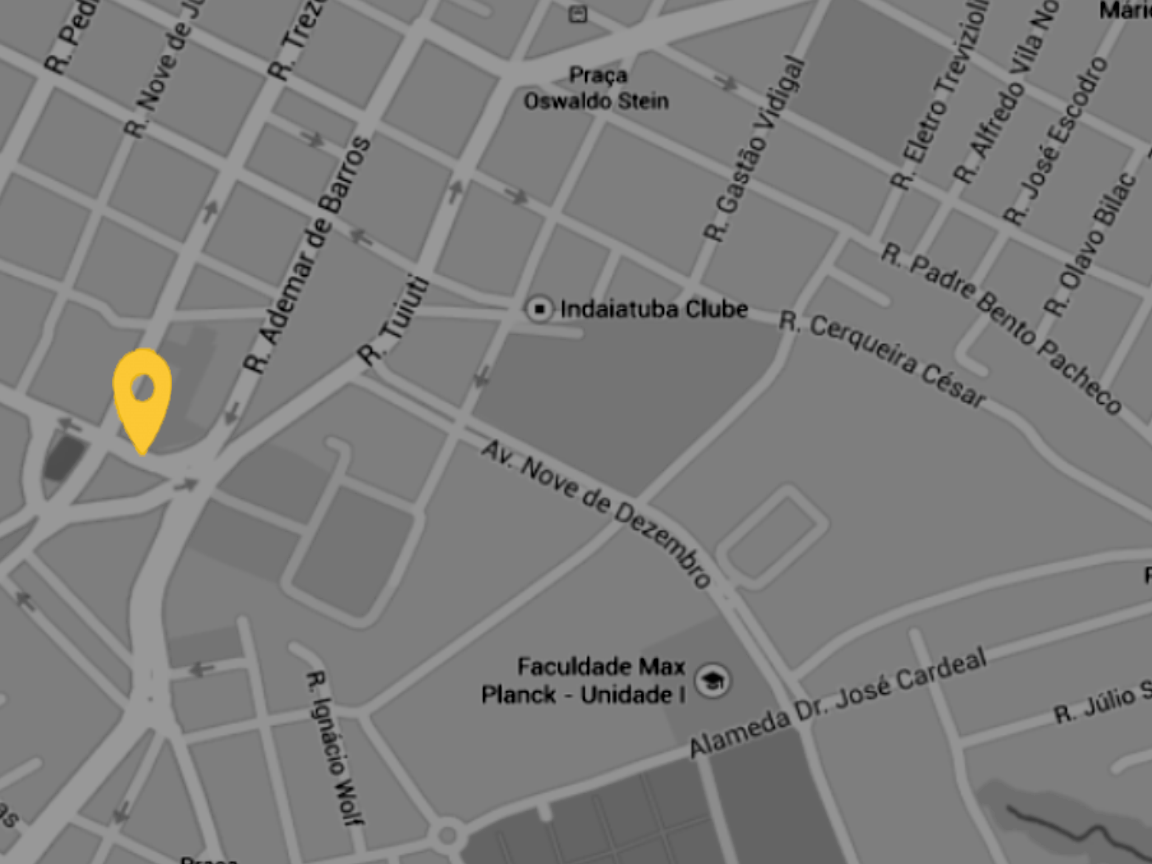 R. Nove de
Mári
Praça
Oswaldo Stein
R. Gastão Vidigal
R. Eletro Trevizioli
R. Alfredo Vila No
R. José Escodro
R. Olavo Bilac
R. Ademar de Barros
R. Tuiuti
Indaiatuba Clube
R. Padre Bento Pacheco
R. Cerqueira César
Av. Nove de Dezembro
Faculdade Max
Planck - Unidade I
Alameda Dr. José Cardeal
R. Júlio S
R. Ignácio Wolf
Praça